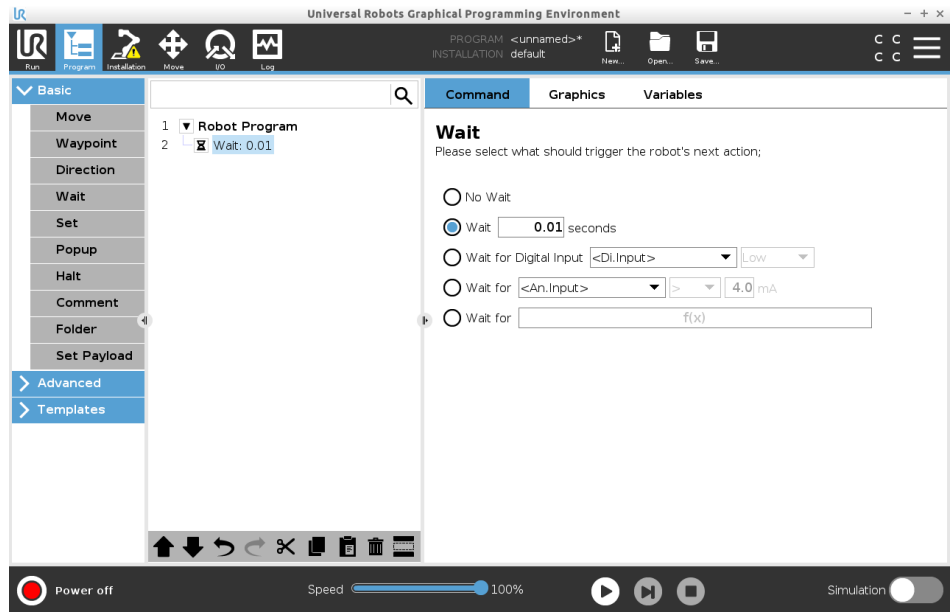 Universal Robots Graphical Programming Environment
PROGRAM <unnamed>*
INSTALLATION default
Run Program Installation Move I/O Log New... Open... Save...
C C
C C
Basic
Move
Waypoint
Direction
Wait
Set
Popup
Halt
Comment
Folder
Set Payload
Advanced
Templates
1 Robot Program
2 Wait: 0.01
Command Graphics Variables
Wait
Please select what should trigger the robot's next action;
No Wait
Wait 0.01 seconds
Wait for Digital Input <Di.Input> Low
Wait for <An.Input> > 4.0 mA
Wait for f(x)
Power off Speed 100% Simulation